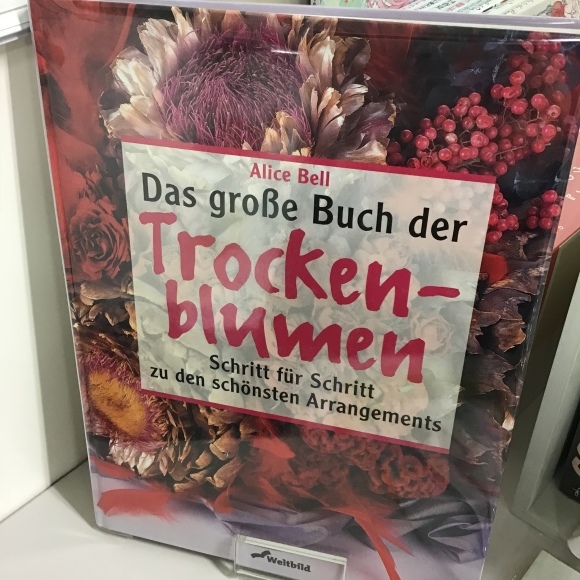 Alice Bell
Das große Buch der
Trocken-
blumen
Schritt für Schritt
zu den schönsten Arrangements
Weltbild